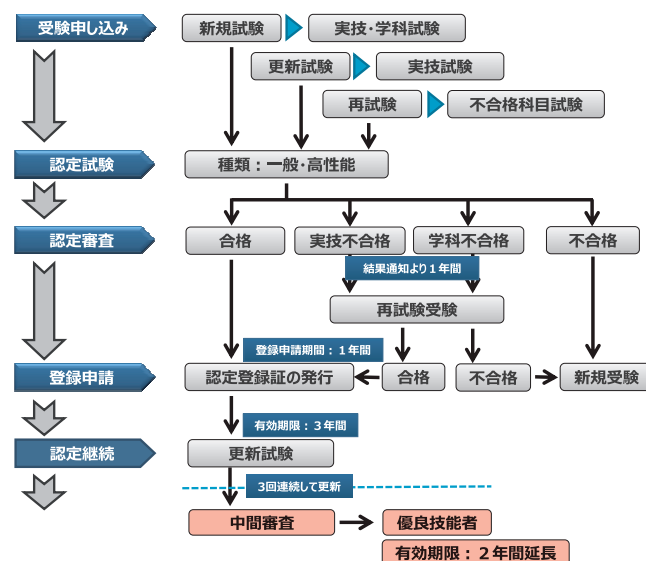 受験申し込み
新規試験
実技・学科試験
更新試験
実技試験
再試験
不合格科目試験
認定試験
種類：一般・高性能
認定審査
合格
実技不合格
学科不合格
不合格
結果通知より１年間
再試験受験
登録申請期間：１年間
登録申請
認定登録証の発行
合格
不合格
新規受験
有効期限：３年間
認定継続
更新試験
3回連続して更新
中間審査
優良技能者
有効期限：２年間延長